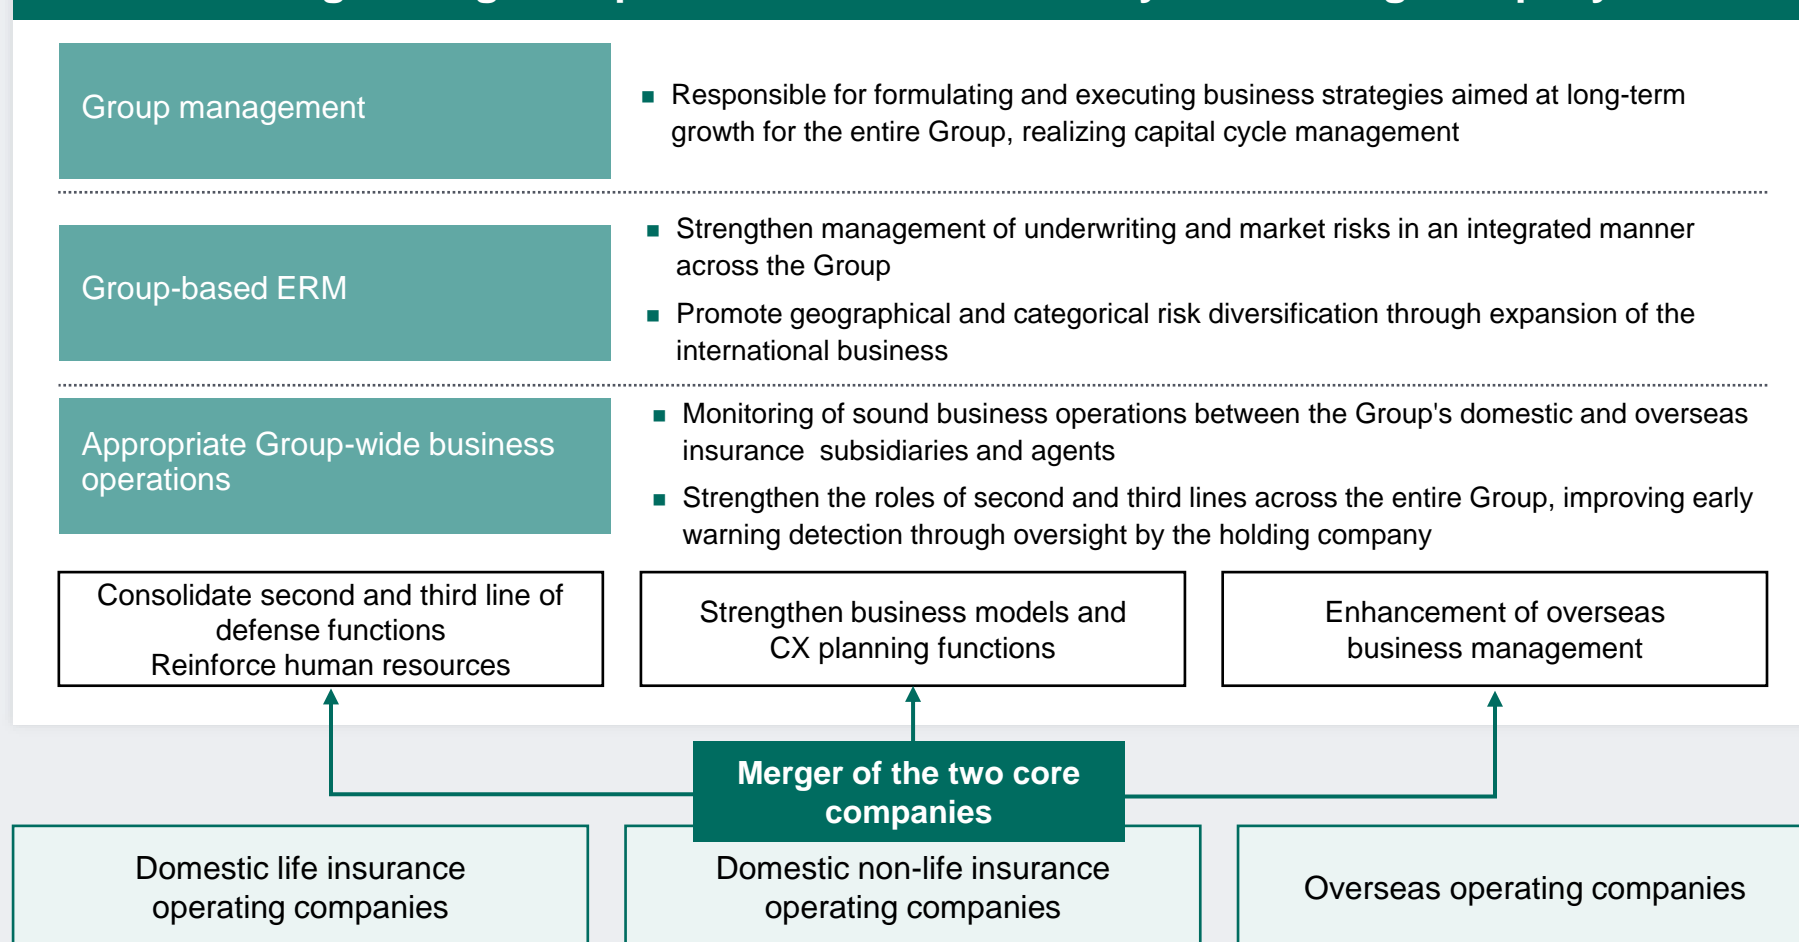 Group management
Responsible for formulating and executing business strategies aimed at long-term
growth for the entire Group, realizing capital cycle management
Group-based ERM
Strengthen management of underwriting and market risks in an integrated manner
across the Group
Promote geographical and categorical risk diversification through expansion of the
international business
Appropriate Group-wide business
operations
Monitoring of sound business operations between the Group's domestic and overseas
insurance  subsidiaries and agents
Strengthen the roles of second and third lines across the entire Group, improving early
warning detection through oversight by the holding company
Consolidate second and third line of
defense functions
Reinforce human resources
Strengthen business models and
CX planning functions
Enhancement of overseas
business management
Merger of the two core
companies
Domestic life insurance
operating companies
Domestic non-life insurance
operating companies
Overseas operating companies